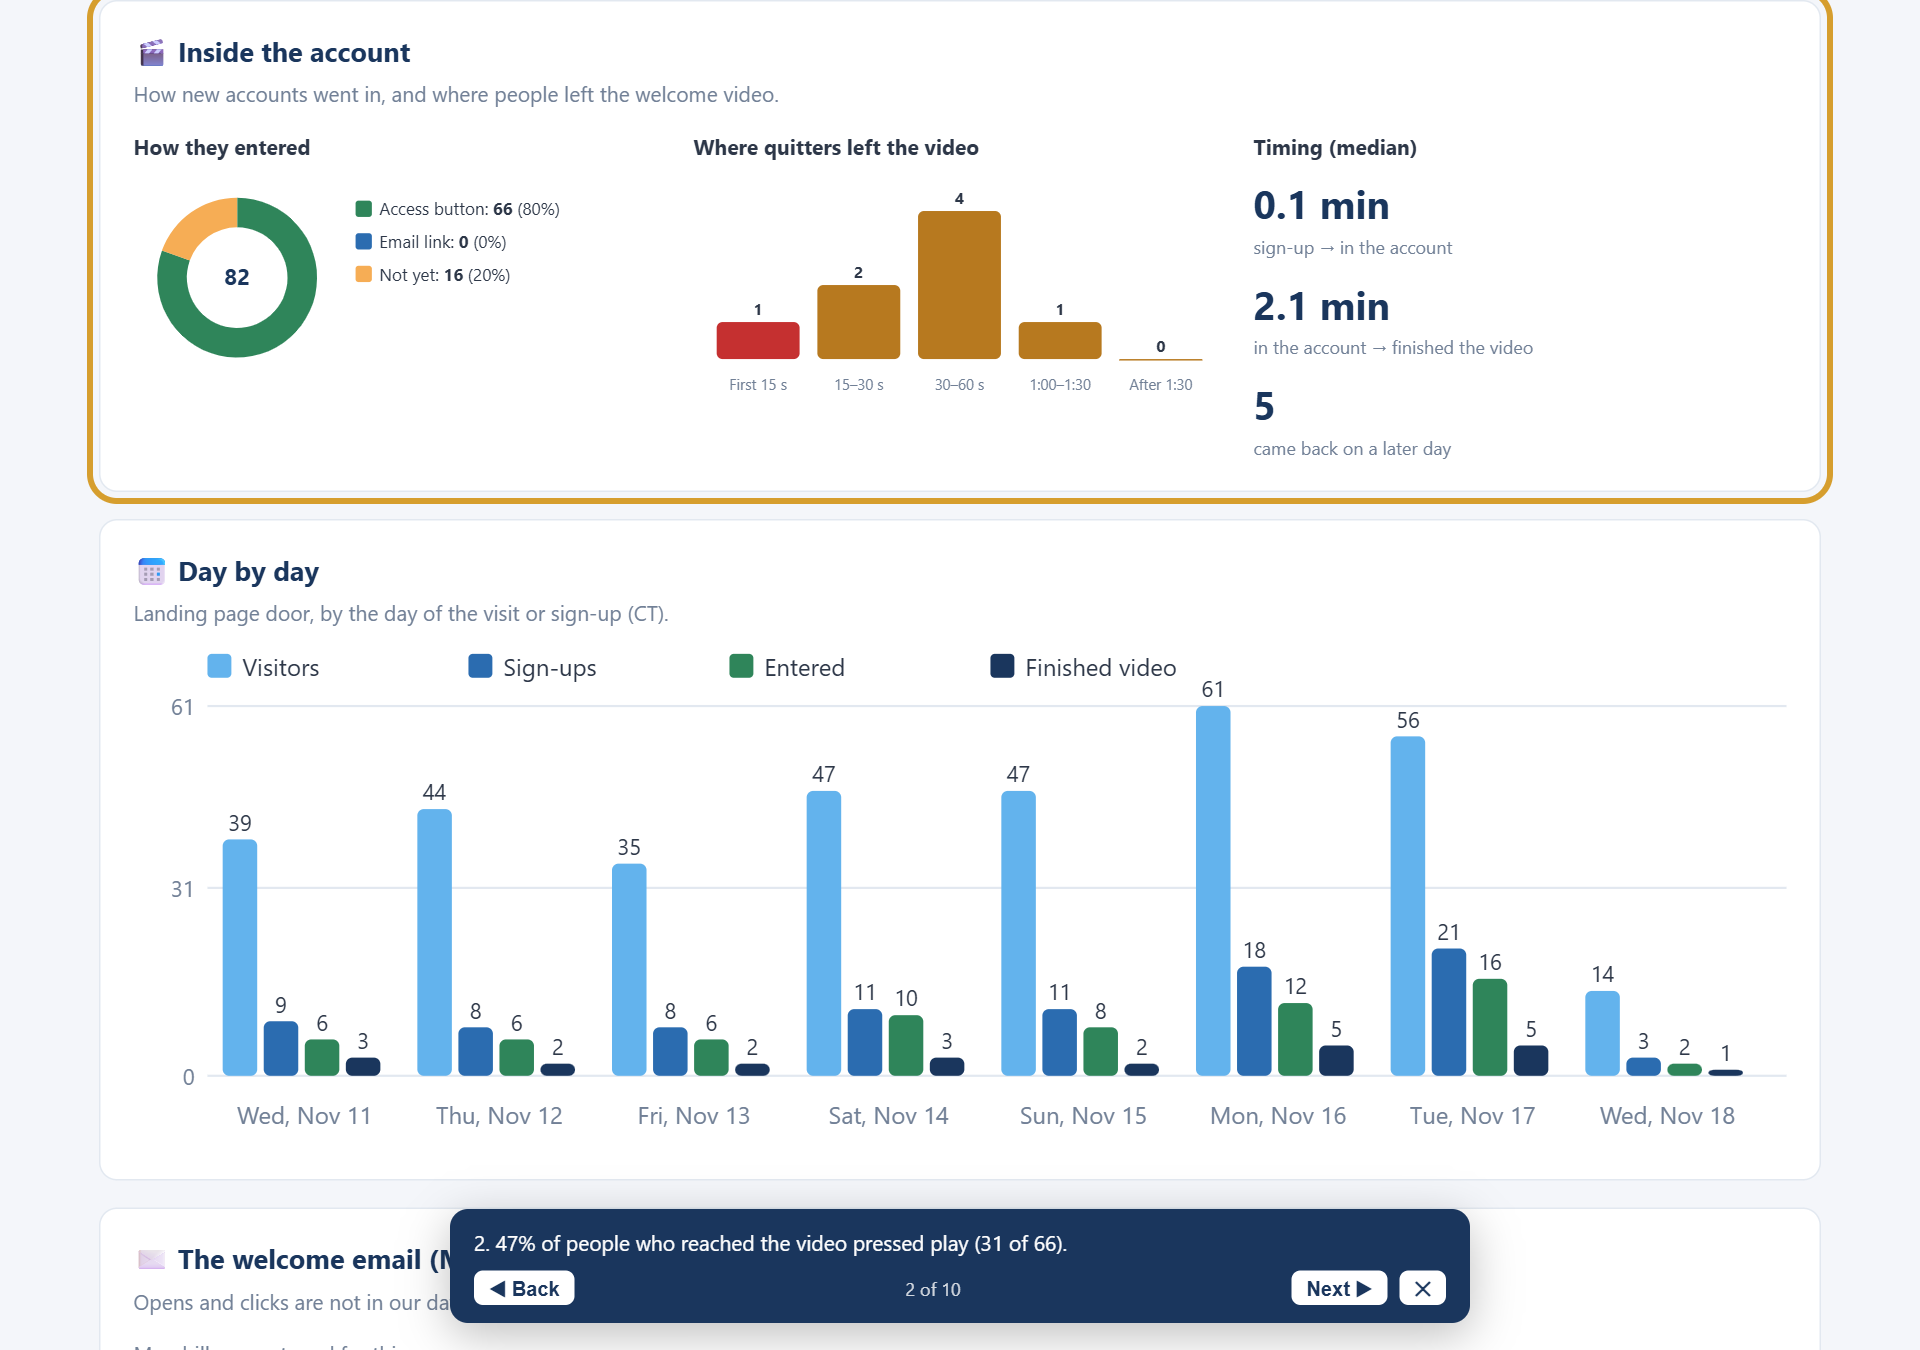 Inside the account
How new accounts went in, and where people left the welcome video.
How they entered
82
Access button: 66 (80%)
Email link: 0 (0%)
Not yet: 16 (20%)
Where quitters left the video
1
2
4
1
0
First 15 s
15–30 s
30–60 s
1:00–1:30
After 1:30
Timing (median)
0.1 min
sign-up → in the account
2.1 min
in the account → finished the video
5
came back on a later day
Day by day
Landing page door, by the day of the visit or sign-up (CT).
Visitors
Sign-ups
Entered
Finished video
61
31
0
39
9
6
3
44
8
6
2
35
8
6
2
47
11
10
3
47
11
8
2
61
18
12
5
56
21
16
5
14
3
2
1
Wed, Nov 11
Thu, Nov 12
Fri, Nov 13
Sat, Nov 14
Sun, Nov 15
Mon, Nov 16
Tue, Nov 17
Wed, Nov 18
The welcome email
Opens and clicks are not in our
2. 47% of people who reached the video pressed play (31 of 66).
◀ Back
2 of 10
Next ▶
✕